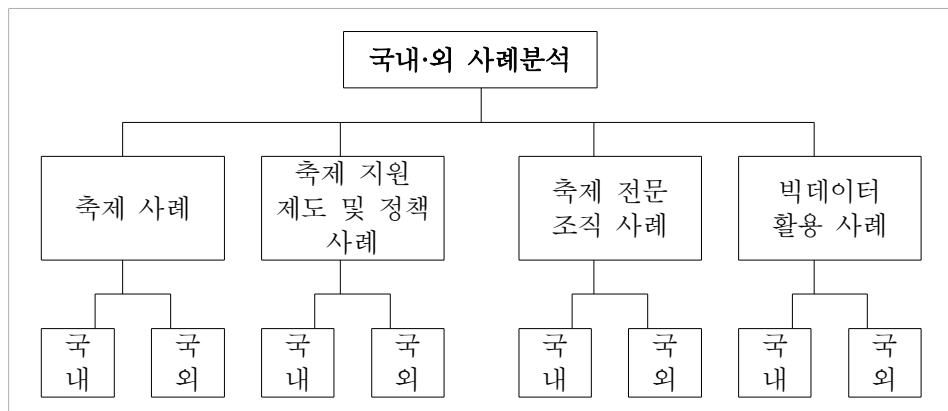 국내·외 사례분석
축제 사례
축제 지원
제도 및 정책
사례
축제 전문
조직 사례
빅데이터
활용 사례
국
내
국
외
국
내
국
외
국
내
국
외
국
내
국
외